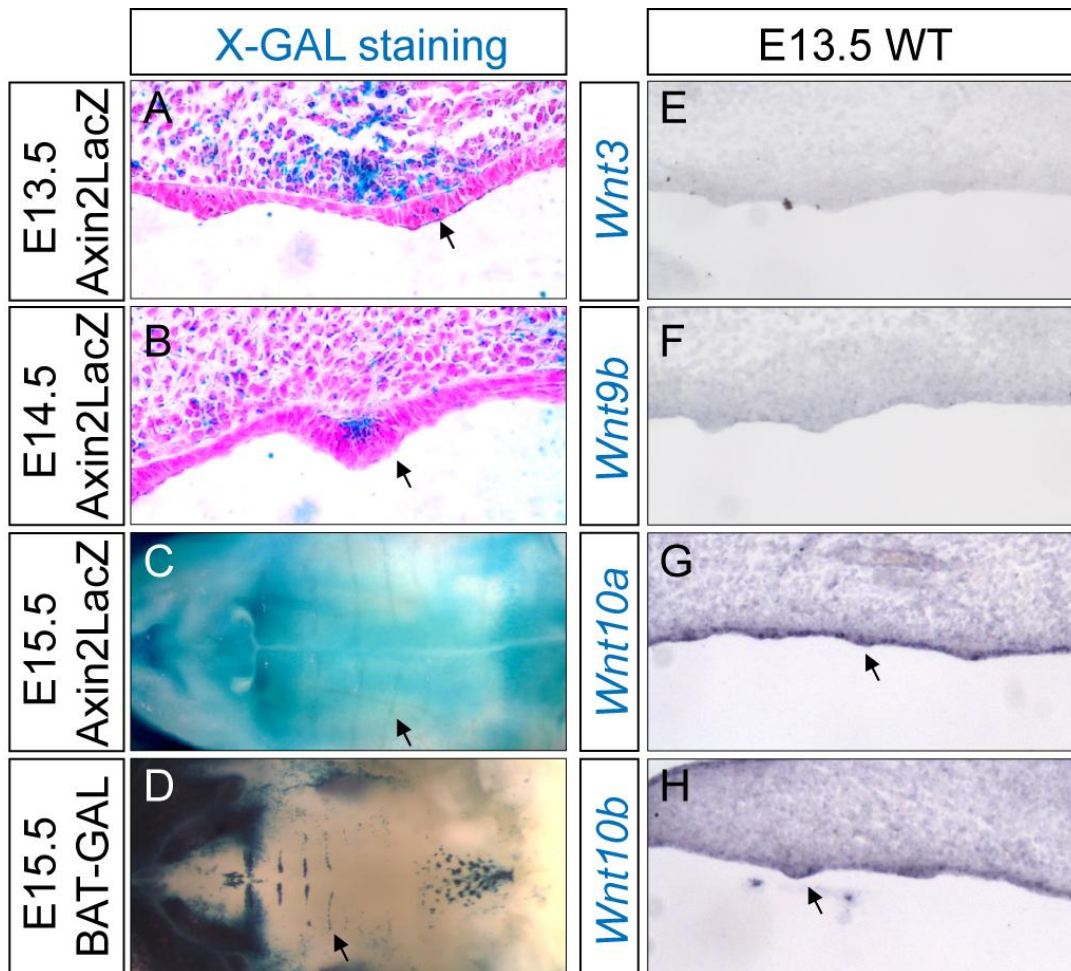 X-GAL staining
E13.5 WT
E13.5
Axin2LacZ
A
E14.5
Axin2LacZ
B
E15.5
Axin2LacZ
C
E15.5
BAT-GAL
D
Wnt3
E
Wnt9b
F
Wnt10a
G
Wnt10b
H